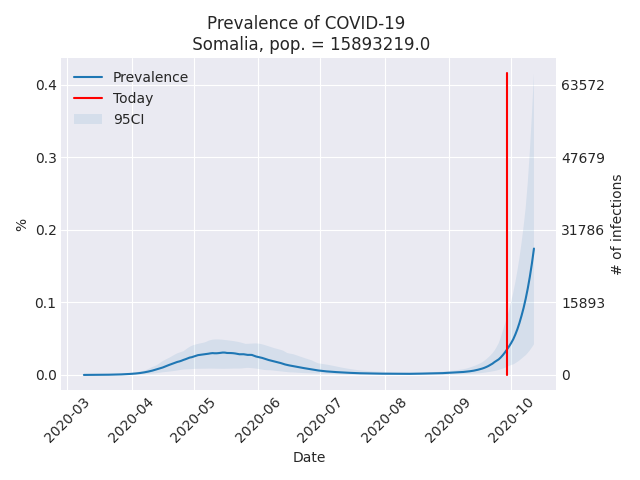 Prevalence of COVID-19
Somalia, pop. = 15893219.0
Prevalence
Today
95CI
0.4
0.3
0.2
0.1
0.0
%
63572
47679
31786
15893
0
# of infections
2020-03
2020-04
2020-05
2020-06
2020-07
2020-08
2020-09
2020-10
Date